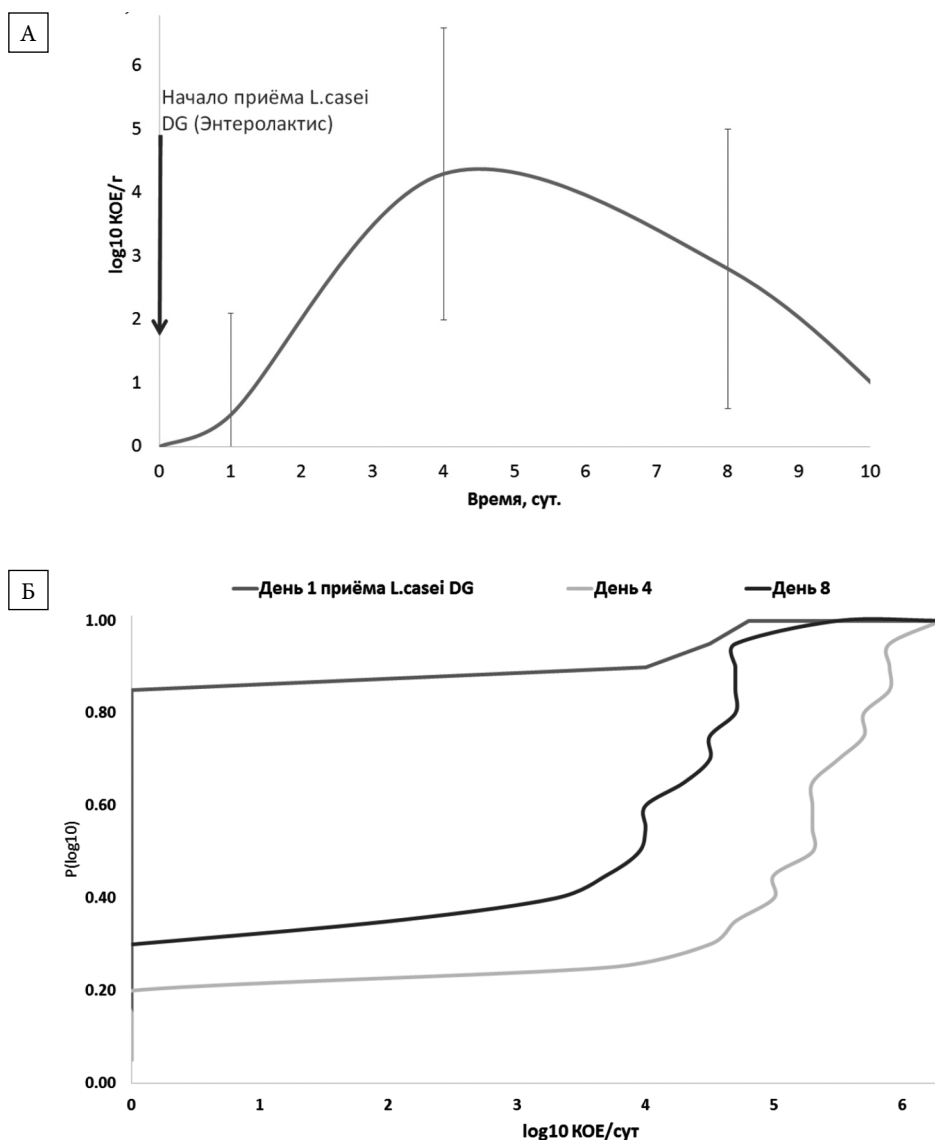 А
6
5
4
3
2
1
0
log10 КОЕ/г
Начало приёма L.casei
DG (Энтеролактис)
0 1 2 3 4 5 6 7 8 9 10
Время, сут.
Б
День 1 приёма L.casei DG День 4 День 8
1.00
0.80
0.60
0.40
0.20
0.00
P(log10)
0 1 2 3 4 5 6
log10 КОЕ/сут